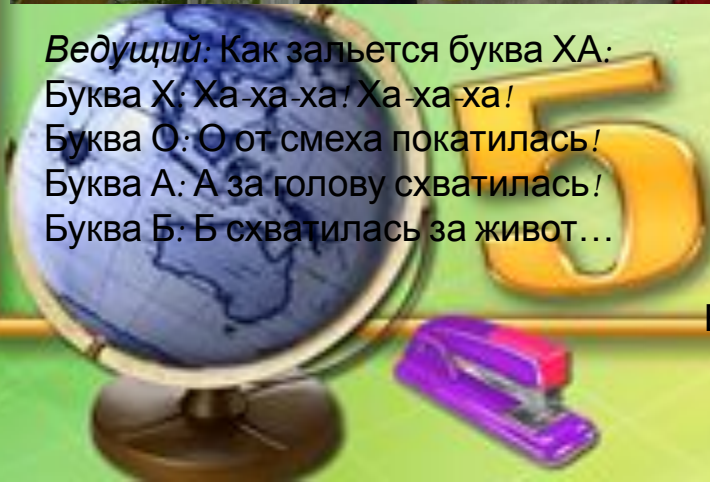 Ведущий: Как зальется буква ХА:
Буква Х: Ха-ха-ха! Ха-ха-ха!
Буква О: О от смеха покатилась!
Буква А: А за голову схватилась!
Буква Б: Б схватилась за живот…
5